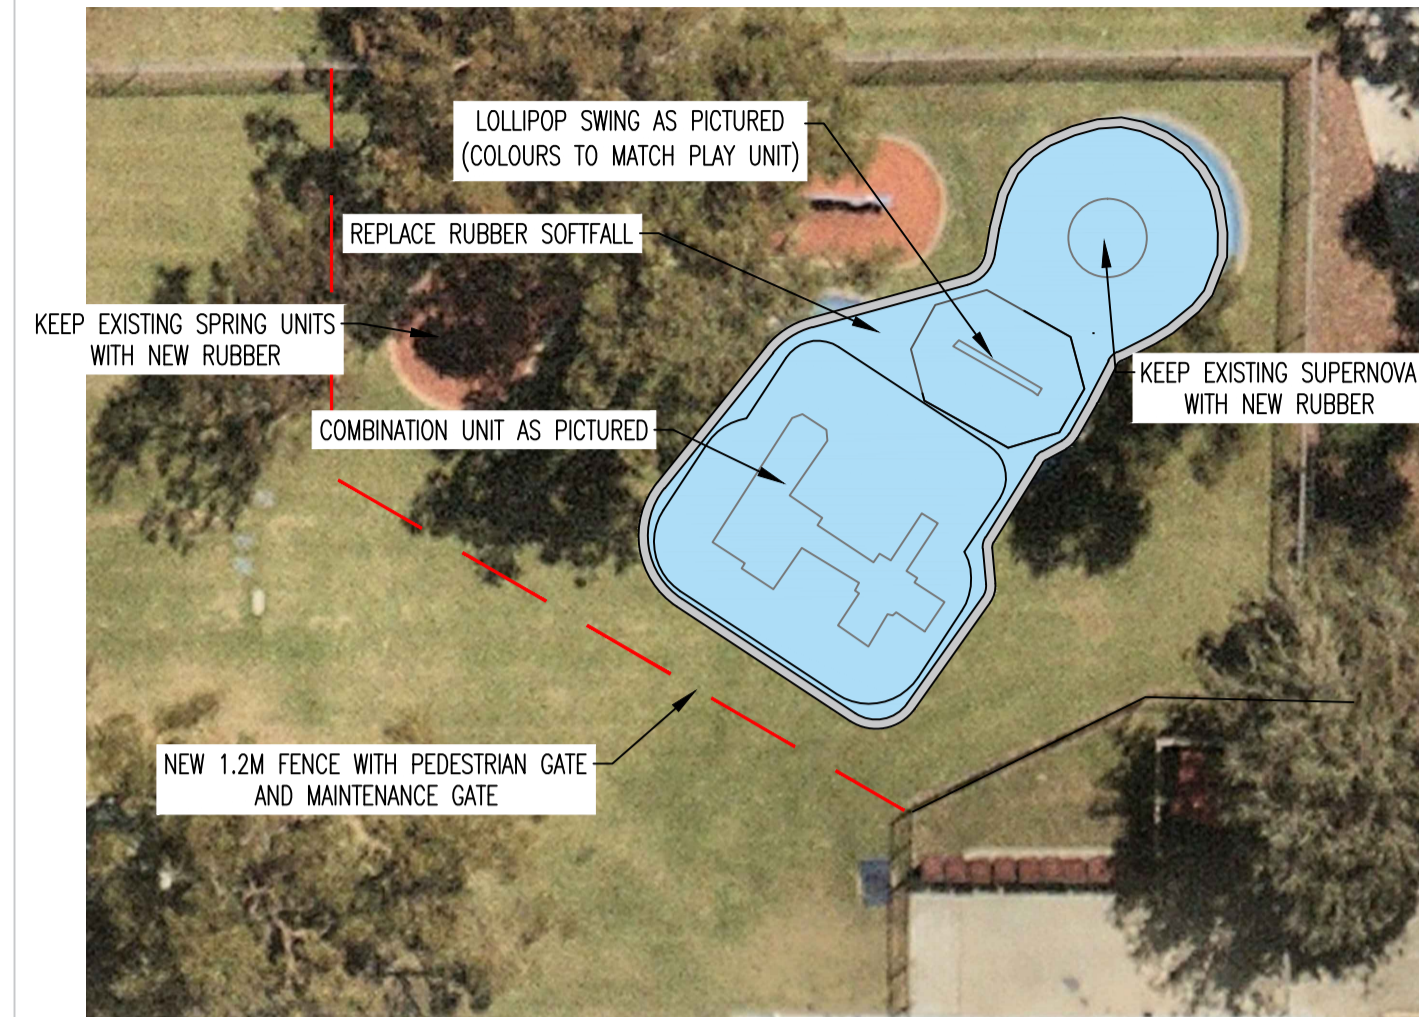 LOLLIPOP SWING AS PICTURED
(COLOURS TO MATCH PLAY UNIT)
REPLACE RUBBER SOFTFALL
KEEP EXISTING SPRING UNITS
WITH NEW RUBBER
KEEP EXISTING SUPERNOVA
WITH NEW RUBBER
COMBINATION UNIT AS PICTURED
NEW 1.2M FENCE WITH PEDESTRIAN GATE
AND MAINTENANCE GATE